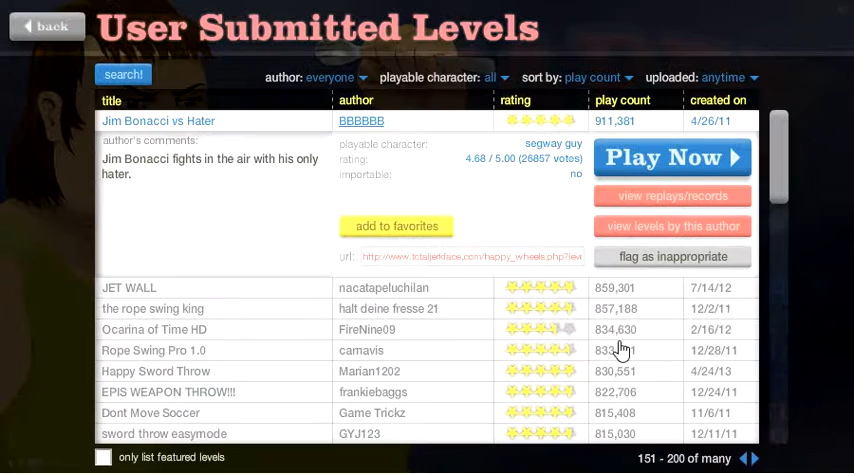 back
User Submitted Levels
search!
author: everyone playable character: all sort by: play count uploaded: anytime
title author rating play count created on
Jim Bonacci vs Hater BBBBBB 911,381 4/26/11
author's comments:
Jim Bonacci fights in the air with his only
hater.
playable character: segway guy
rating: 4.68 / 5.00 (26857 votes)
importable: no
Play Now
view replays/records
add to favorites
view levels by this author
url: http://www.totaljerkface.com/happy_wheels.php?leve
flag as inappropriate
JET WALL nacatapeluchilan 859,301 7/14/12
the rope swing king halt deine fresse 21 857,188 12/2/11
Ocarina of Time HD FireNine09 834,630 2/16/12
Rope Swing Pro 1.0 carnavis 12/28/11
Happy Sword Throw Marian1202 830,551 4/24/13
EPIS WEAPON THROW!!! frankiebaggs 822,706 12/24/11
Dont Move Soccer Game Trickz 815,408 11/6/11
sword throw easymode GYJ123 815,030 12/11/11
only list featured levels
151 - 200 of many